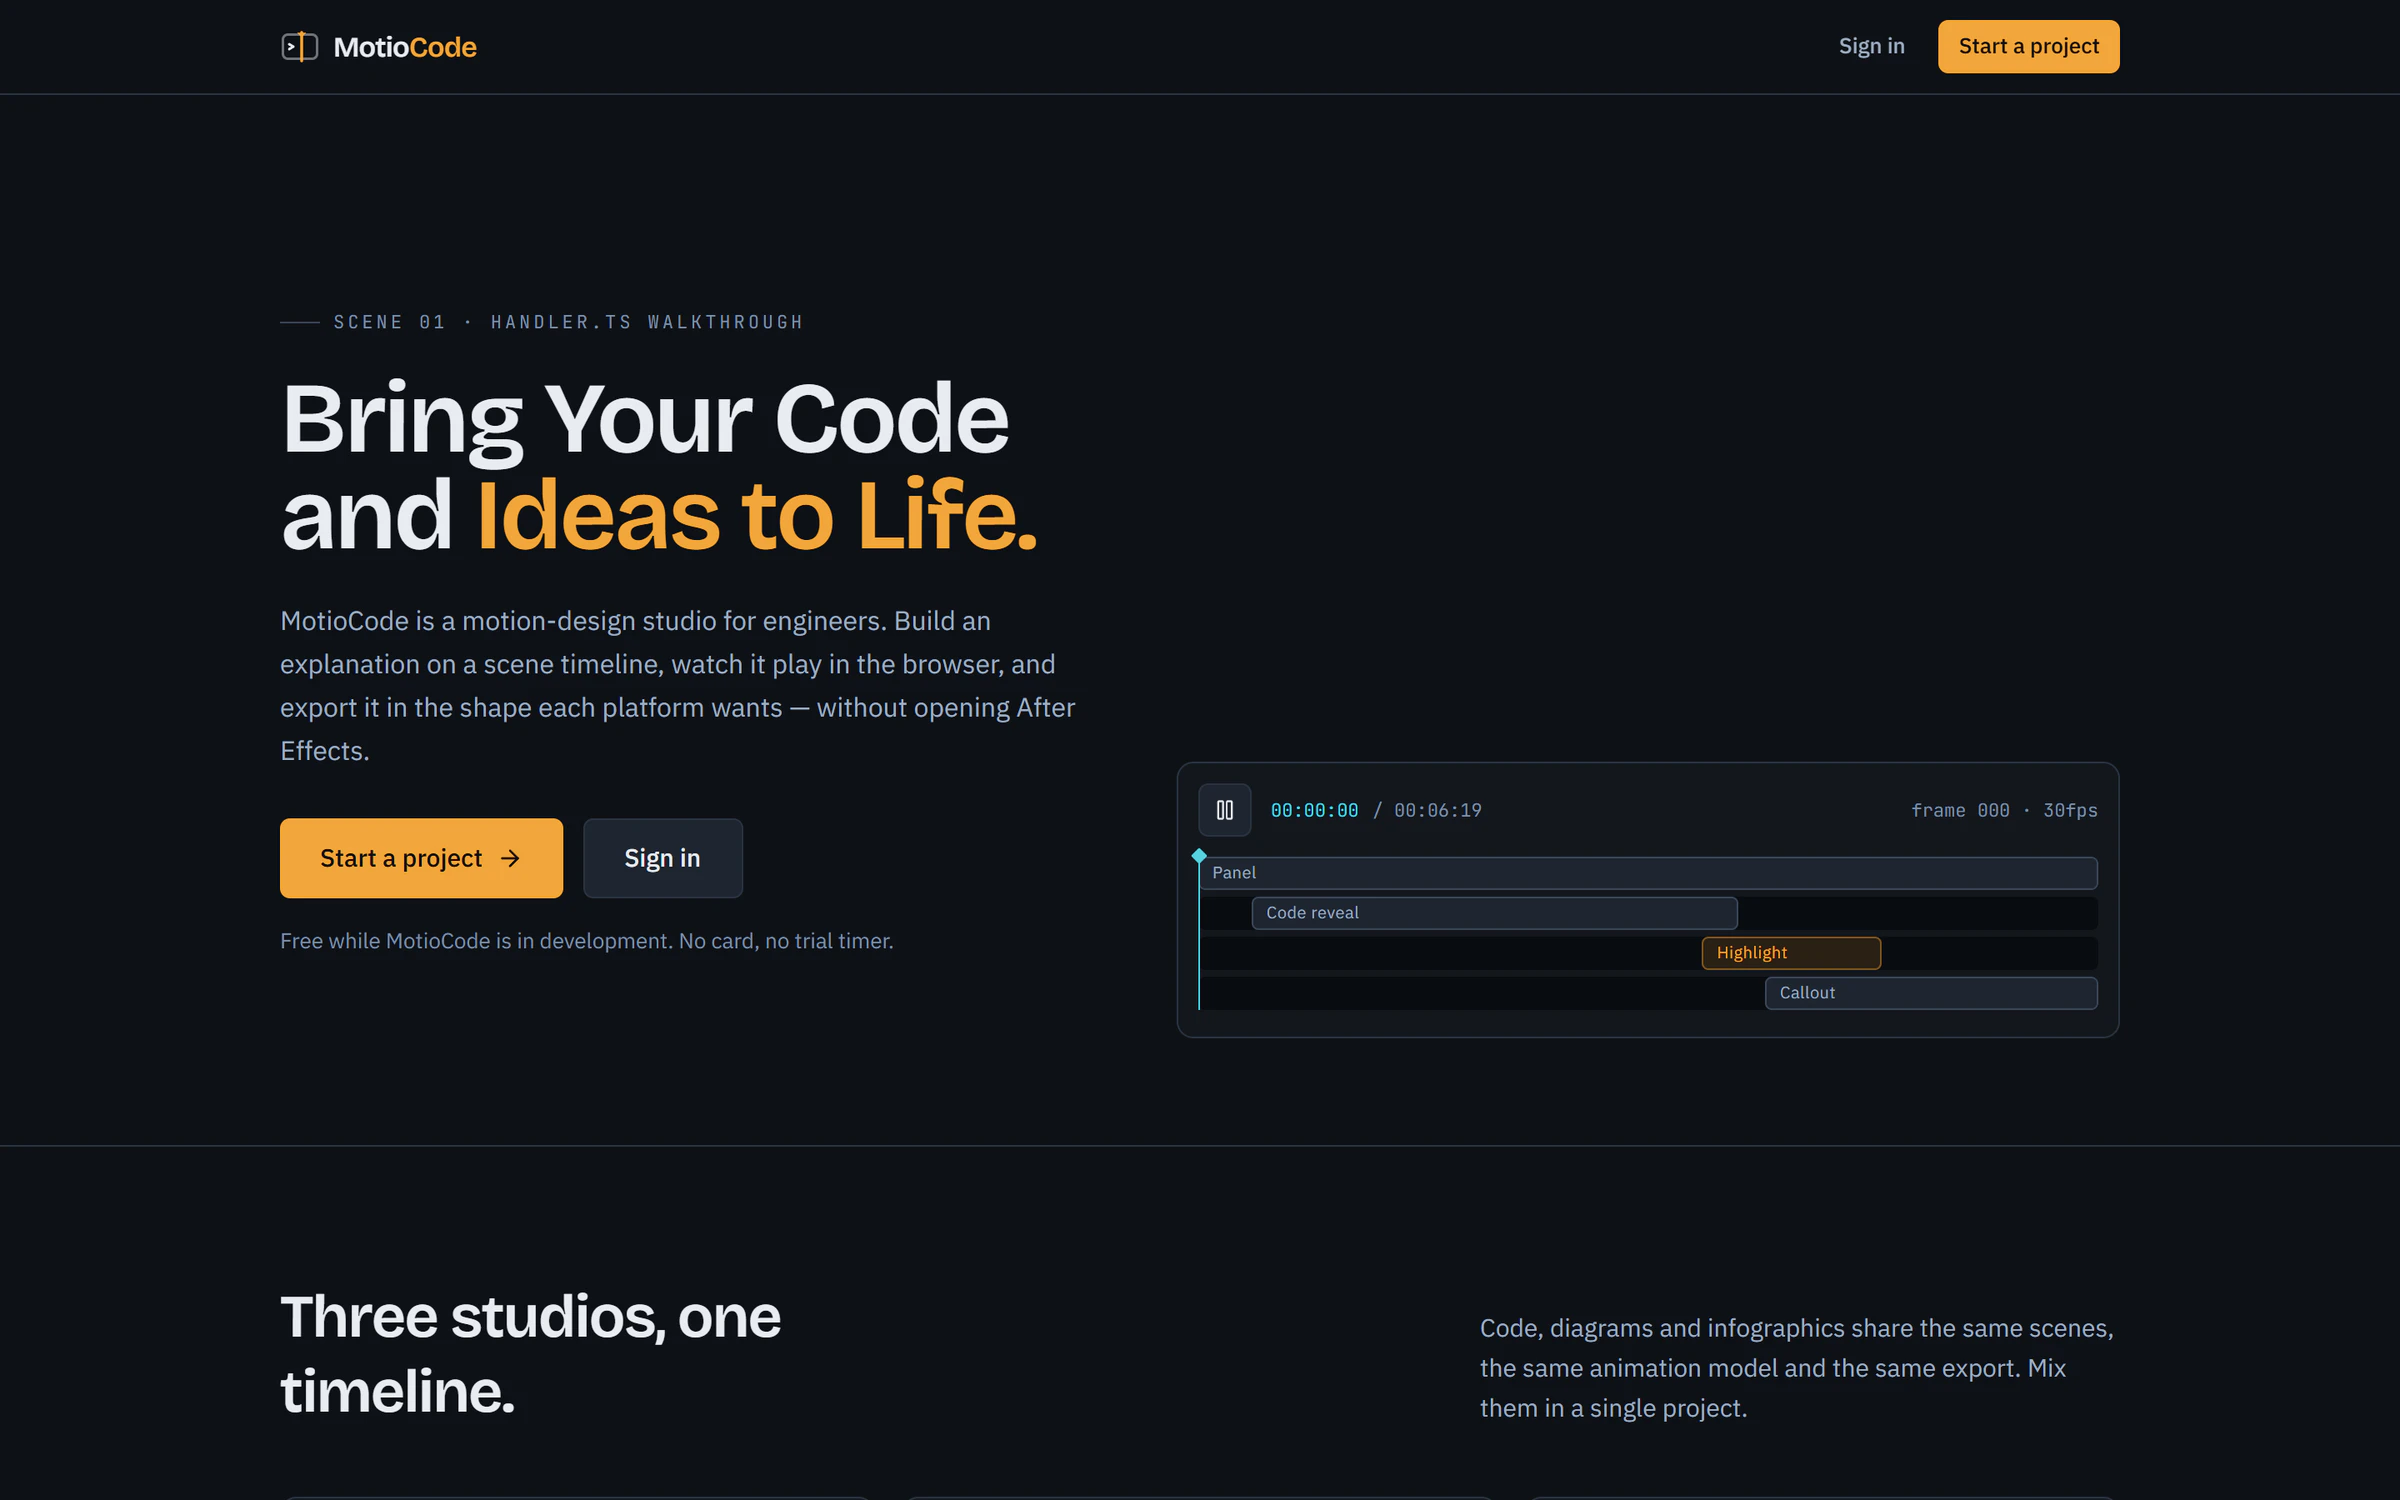 MotioCode
Sign in
Start a project
SCENE 01 · HANDLER.TS WALKTHROUGH
Bring Your Code
and Ideas to Life.
MotioCode is a motion-design studio for engineers. Build an
explanation on a scene timeline, watch it play in the browser, and
export it in the shape each platform wants — without opening After
Effects.
Start a project →
Sign in
Free while MotioCode is in development. No card, no trial timer.
00:00:00 / 00:06:19
frame 000 · 30fps
Panel
Code reveal
Highlight
Callout
Three studios, one
timeline.
Code, diagrams and infographics share the same scenes,
the same animation model and the same export. Mix
them in a single project.